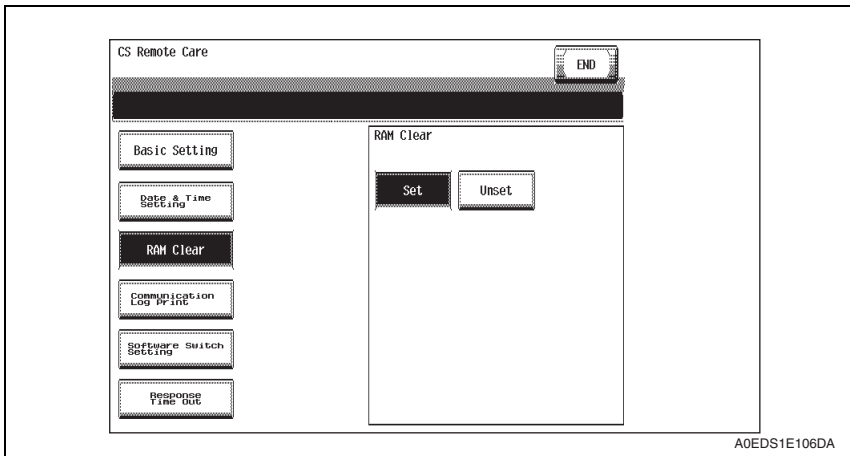 CS Remote Care
END
Basic Setting
Date & Time
Setting
RAM Clear
Communication
Log Print
Software Switch
Setting
Response
Time Out
RAM Clear
Set
Unset
A0EDS1E106DA